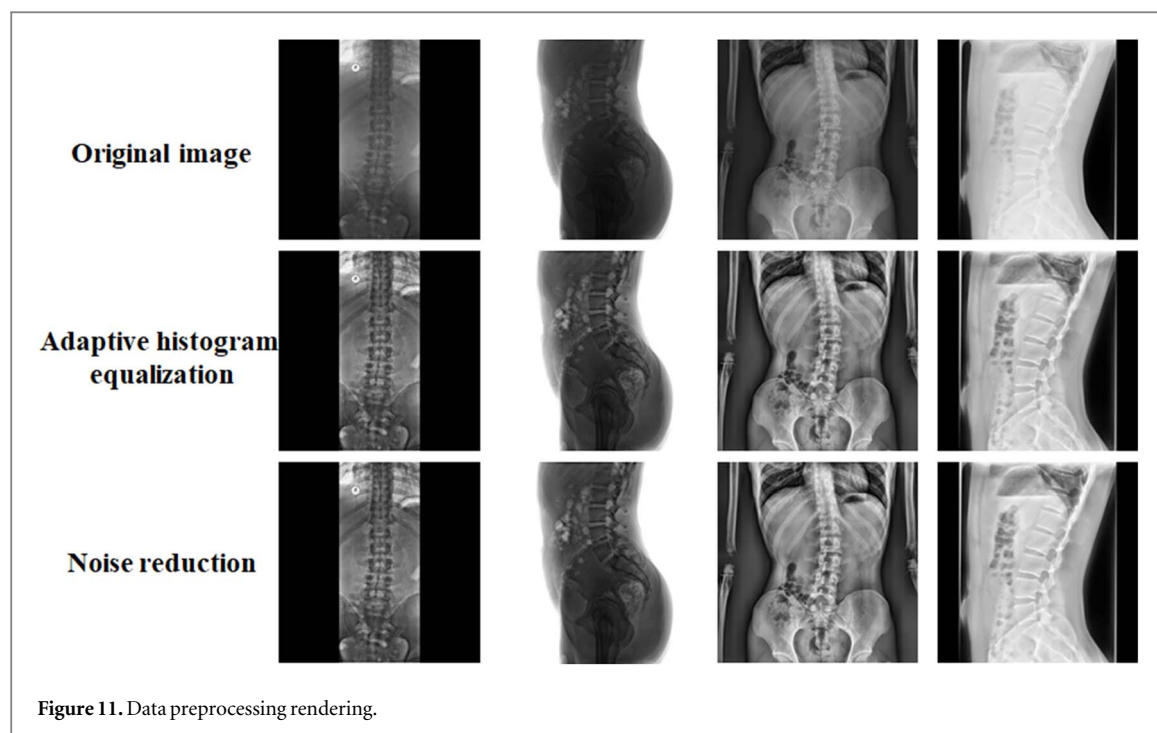 Original image
Adaptive histogram
equalization
Noise reduction
Figure 11. Data preprocessing rendering.